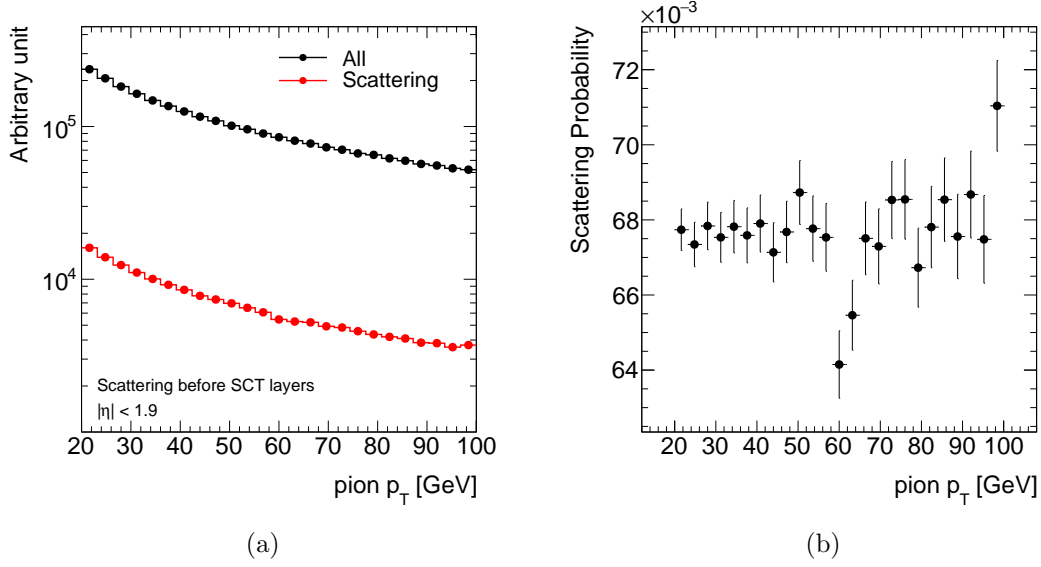 Arbitrary unit
10^5
10^4
All
Scattering
Scattering before SCT layers
|η| < 1.9
20 30 40 50 60 70 80 90 100
pion p_T [GeV]
(a)
×10^−3
Scattering Probability
72
70
68
66
64
20 30 40 50 60 70 80 90 100
pion p_T [GeV]
(b)